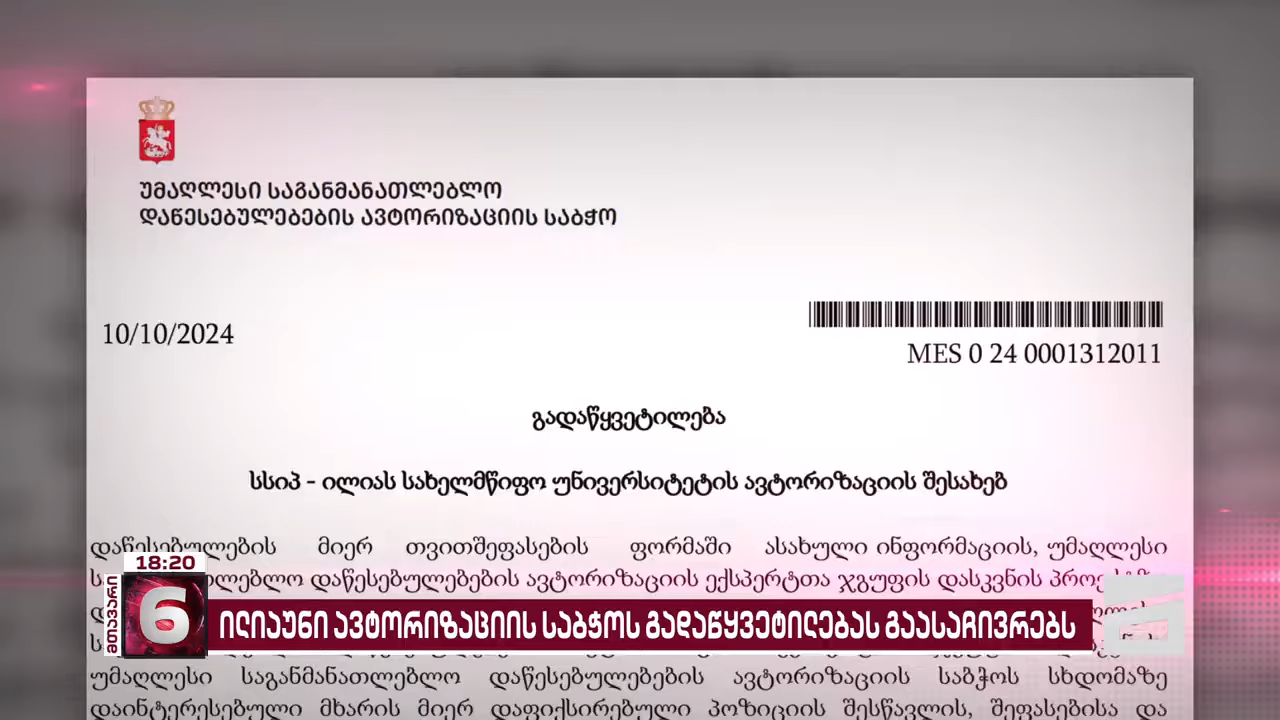 უმაღლესი საგანმანათლებლო
დაწესებულებების ავტორიზაციის საბჭო
10/10/2024
MES 0 24 0001312011
გადაწყვეტილება
სსიპ - ილიას სახელმწიფო უნივერსიტეტის ავტორიზაციის შესახებ
დაწესებულების მიერ თვითშეფასების ფორმაში ასახული ინფორმაციის, უმაღლესი
დაწესებულებების ავტორიზაციის ექსპერტთა ჯგუფის დასკვნის
18:20
მთავარი
6
ილიაუნი ავტორიზაციის საბჭოს გადაწყვეტილებას გაასაჩივრებს
უმაღლესი საგანმანათლებლო დაწესებულებების ავტორიზაციის საბჭოს სხდომაზე
დაინტერესებული მხარის მიერ დაფიქსირებული პოზიციის შესწავლის, შეფასებისა და